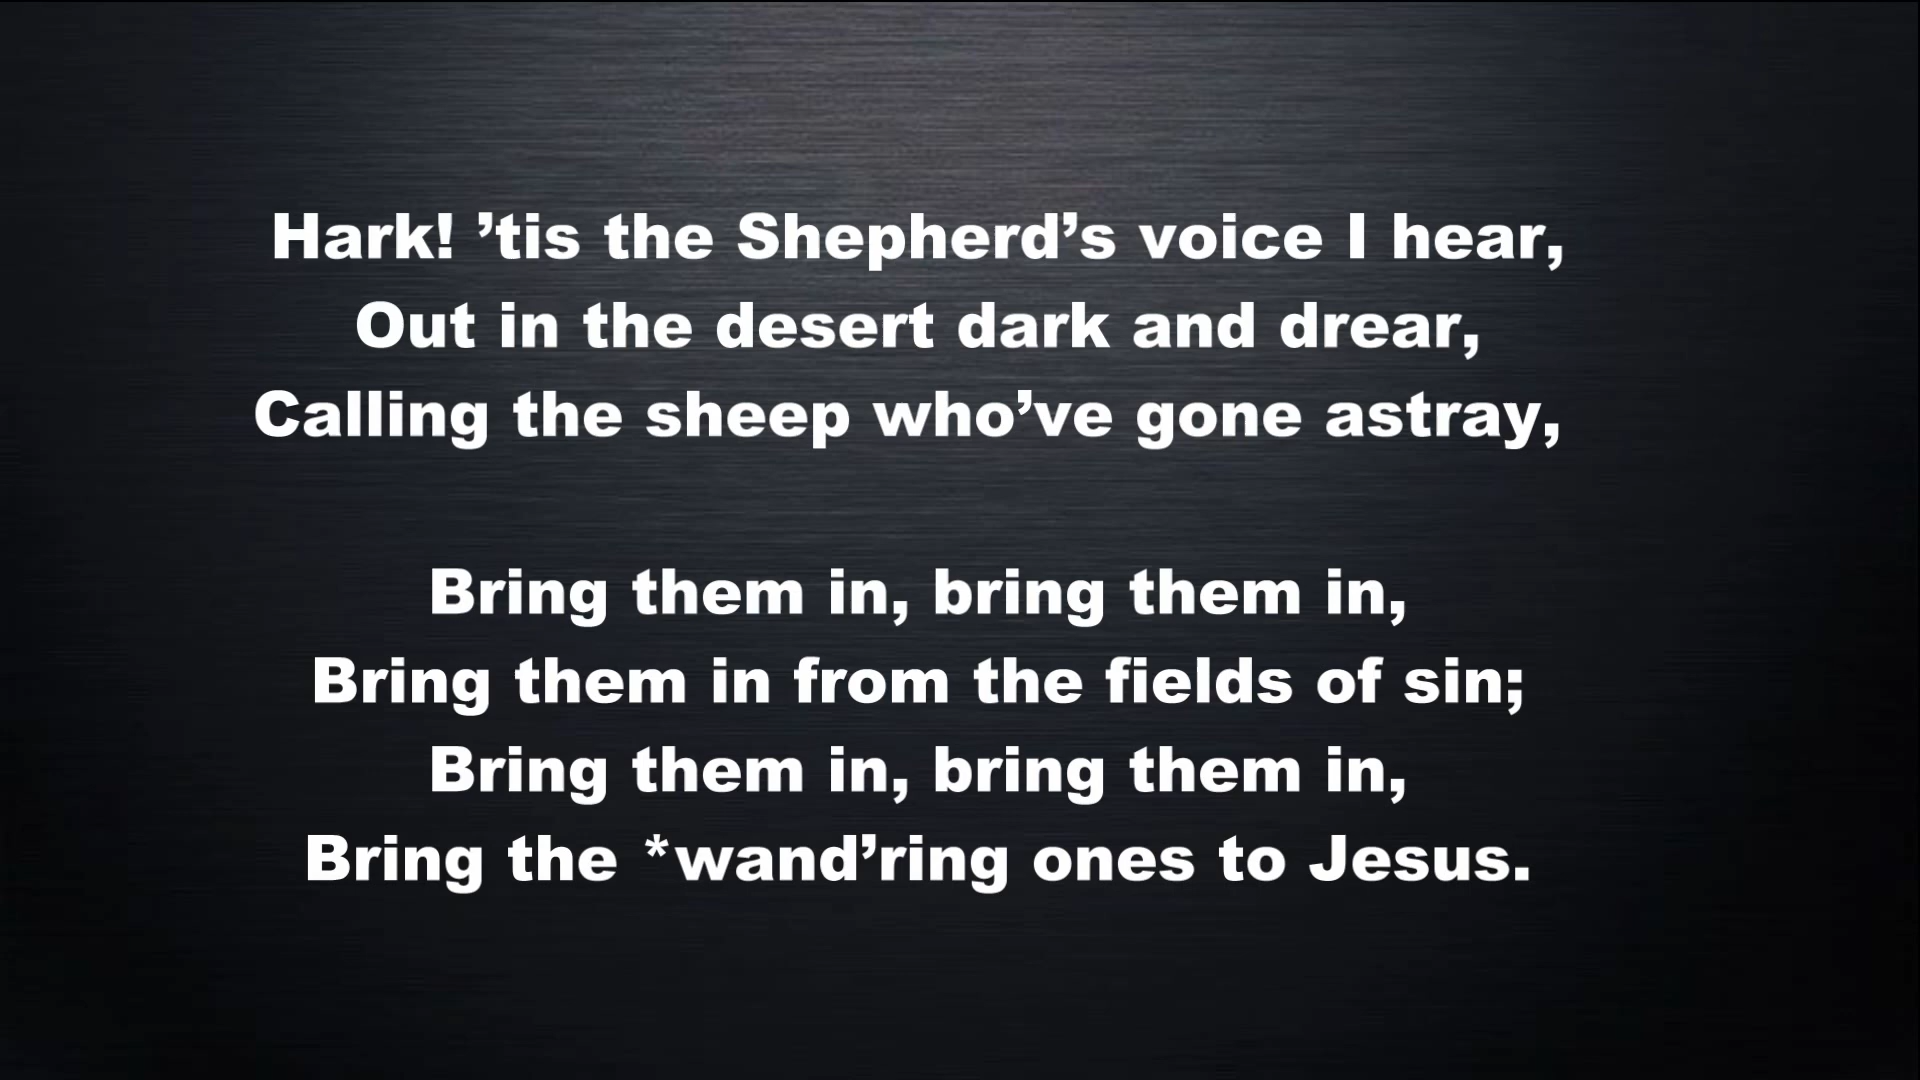 Hark! ’tis the Shepherd’s voice I hear,
Out in the desert dark and drear,
Calling the sheep who’ve gone astray,
Bring them in, bring them in,
Bring them in from the fields of sin;
Bring them in, bring them in,
Bring the *wand’ring ones to Jesus.